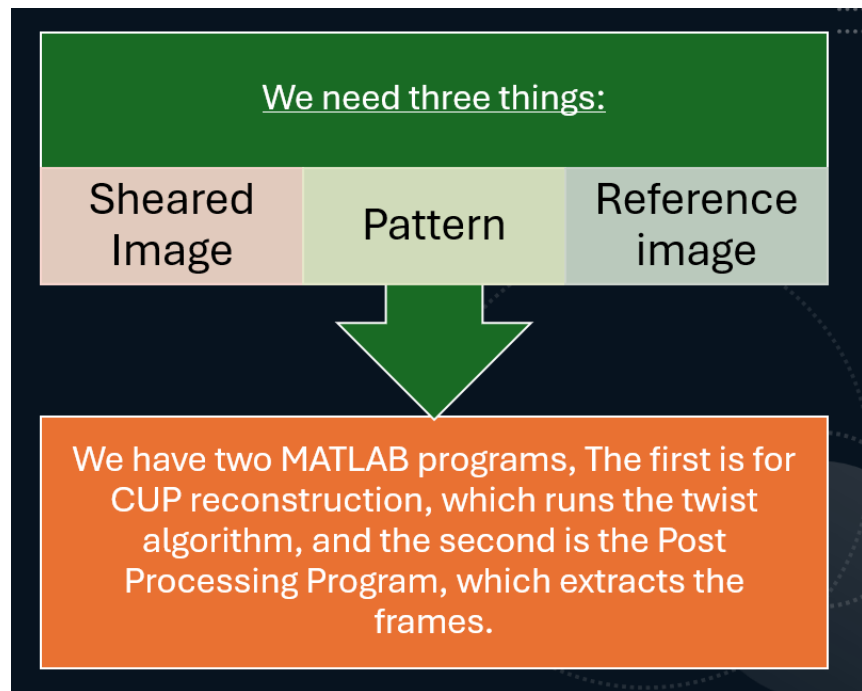 We need three things:
Sheared
Image
Pattern
Reference
image
We have two MATLAB programs, The first is for
CUP reconstruction, which runs the twist
algorithm, and the second is the Post
Processing Program, which extracts the
frames.